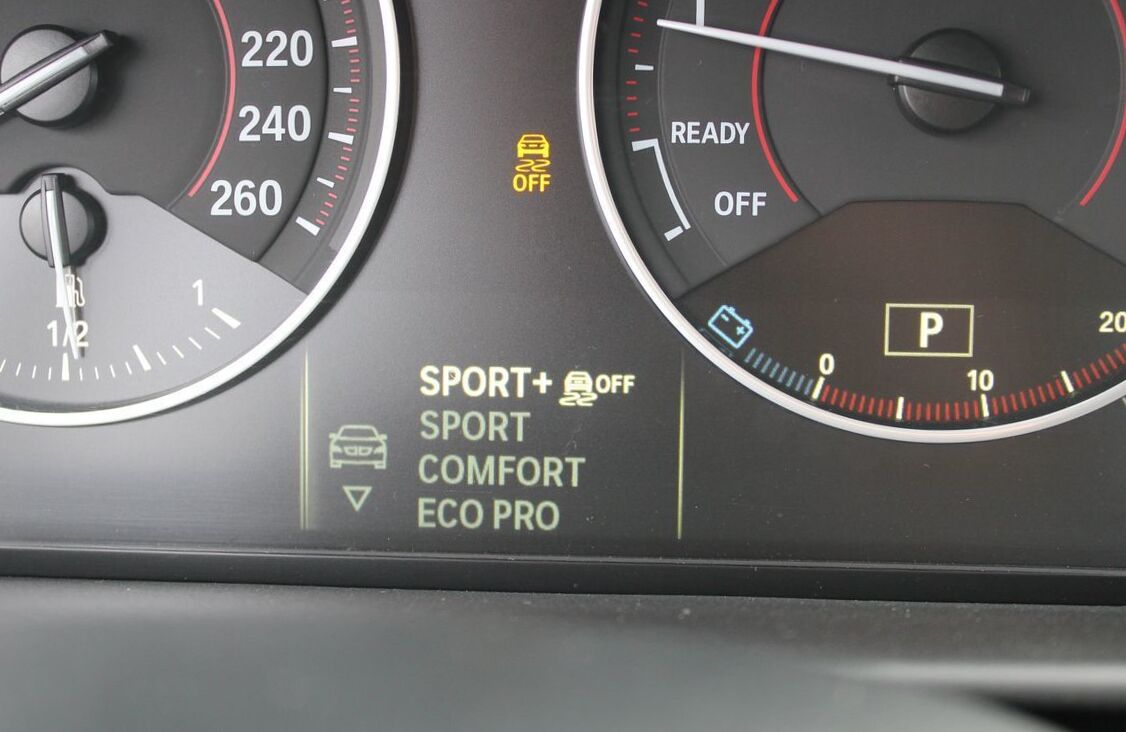 220
240
260
1/2
1
OFF
READY
OFF
P
0
10
20
SPORT+ OFF
SPORT
COMFORT
ECO PRO